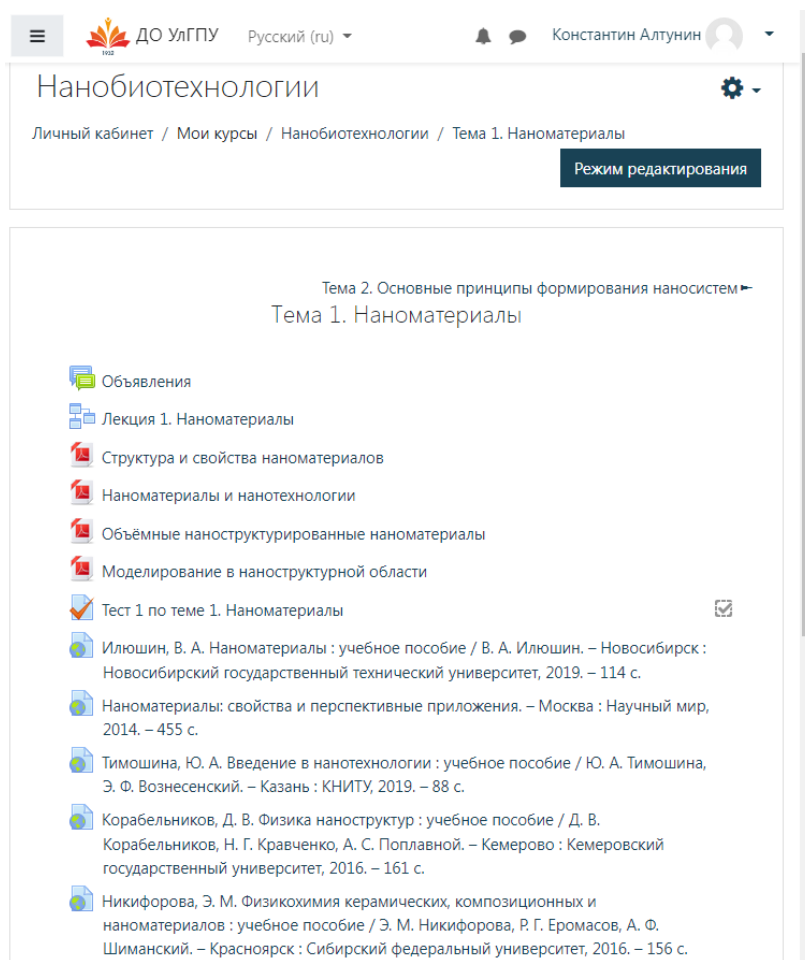 ДО УлГПУ Русский (ru) Константин Алтунин
1932
Нанобиотехнологии
Личный кабинет / Мои курсы / Нанобиотехнологии / Тема 1. Наноматериалы
Режим редактирования
Тема 2. Основные принципы формирования наносистем
Тема 1. Наноматериалы
Объявления
Лекция 1. Наноматериалы
Структура и свойства наноматериалов
Наноматериалы и нанотехнологии
Объёмные наноструктурированные наноматериалы
Моделирование в наноструктурной области
Тест 1 по теме 1. Наноматериалы
Илюшин, В. А. Наноматериалы : учебное пособие / В. А. Илюшин. – Новосибирск :
Новосибирский государственный технический университет, 2019. – 114 с.
Наноматериалы: свойства и перспективные приложения. – Москва : Научный мир,
2014. – 455 с.
Тимошина, Ю. А. Введение в нанотехнологии : учебное пособие / Ю. А. Тимошина,
Э. Ф. Вознесенский. – Казань : КНИТУ, 2019. – 88 с.
Корабельников, Д. В. Физика наноструктур : учебное пособие / Д. В.
Корабельников, Н. Г. Кравченко, А. С. Поплавной. – Кемерово : Кемеровский
государственный университет, 2016. – 161 с.
Никифорова, Э. М. Физикохимия керамических, композиционных и
наноматериалов : учебное пособие / Э. М. Никифорова, Р. Г. Еромасов, А. Ф.
Шиманский. – Красноярск : Сибирский федеральный университет, 2016. – 156 с.